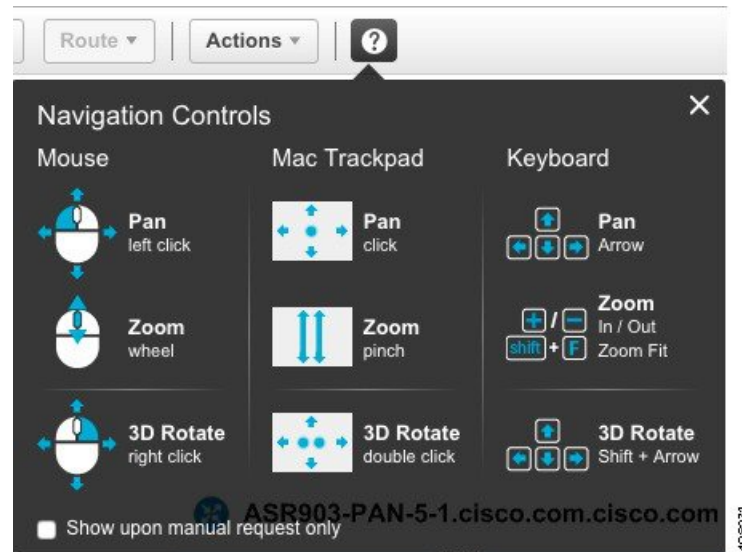 Route Actions ?
Navigation Controls
Mouse Mac Trackpad Keyboard
Pan
left click
Pan
click
Pan
Arrow
Zoom
wheel
Zoom
pinch
+ / -
shift + F
Zoom
In / Out
Zoom Fit
3D Rotate
right click
3D Rotate
double click
3D Rotate
Shift + Arrow
ASR903-PAN-5-1.cisco.com.cisco.com
Show upon manual request only